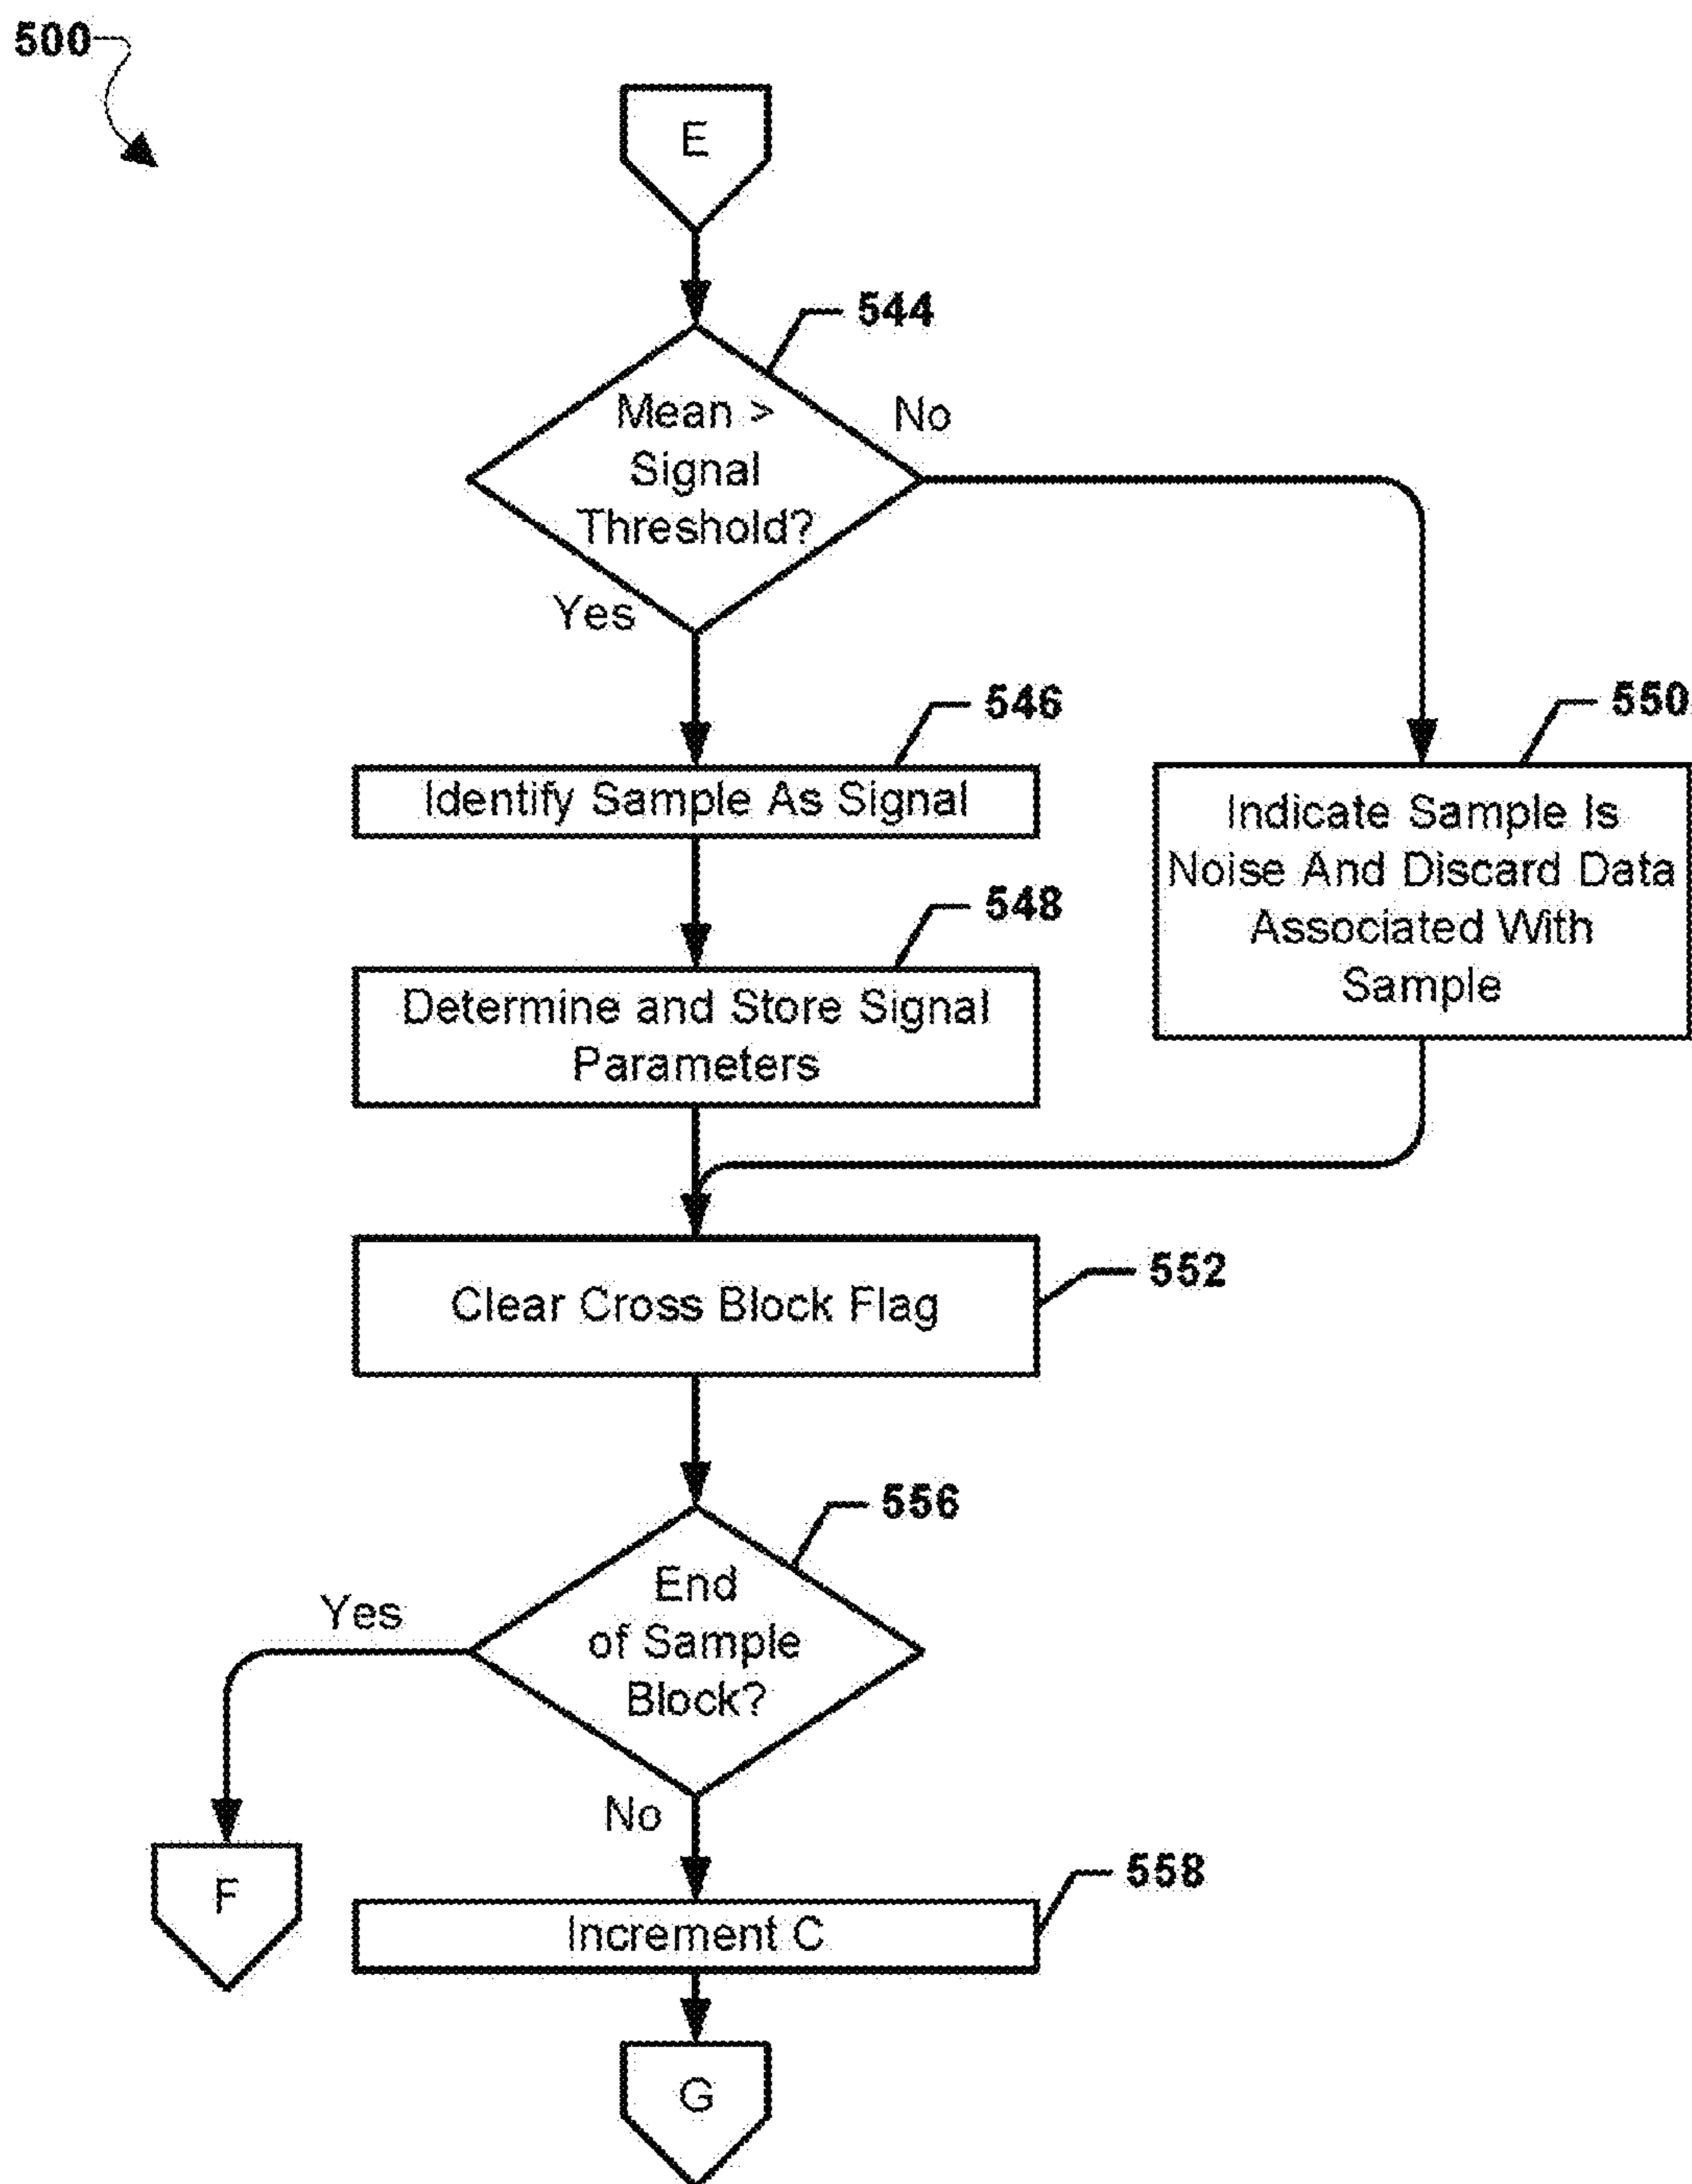 500
E
544
Mean >
Signal
Threshold?
No
Yes
546
Identify Sample As Signal
550
Indicate Sample Is
Noise And Discard Data
Associated With
Sample
548
Determine and Store Signal
Parameters
552
Clear Cross Block Flag
556
End
of Sample
Block?
Yes
No
F
558
Increment C
G